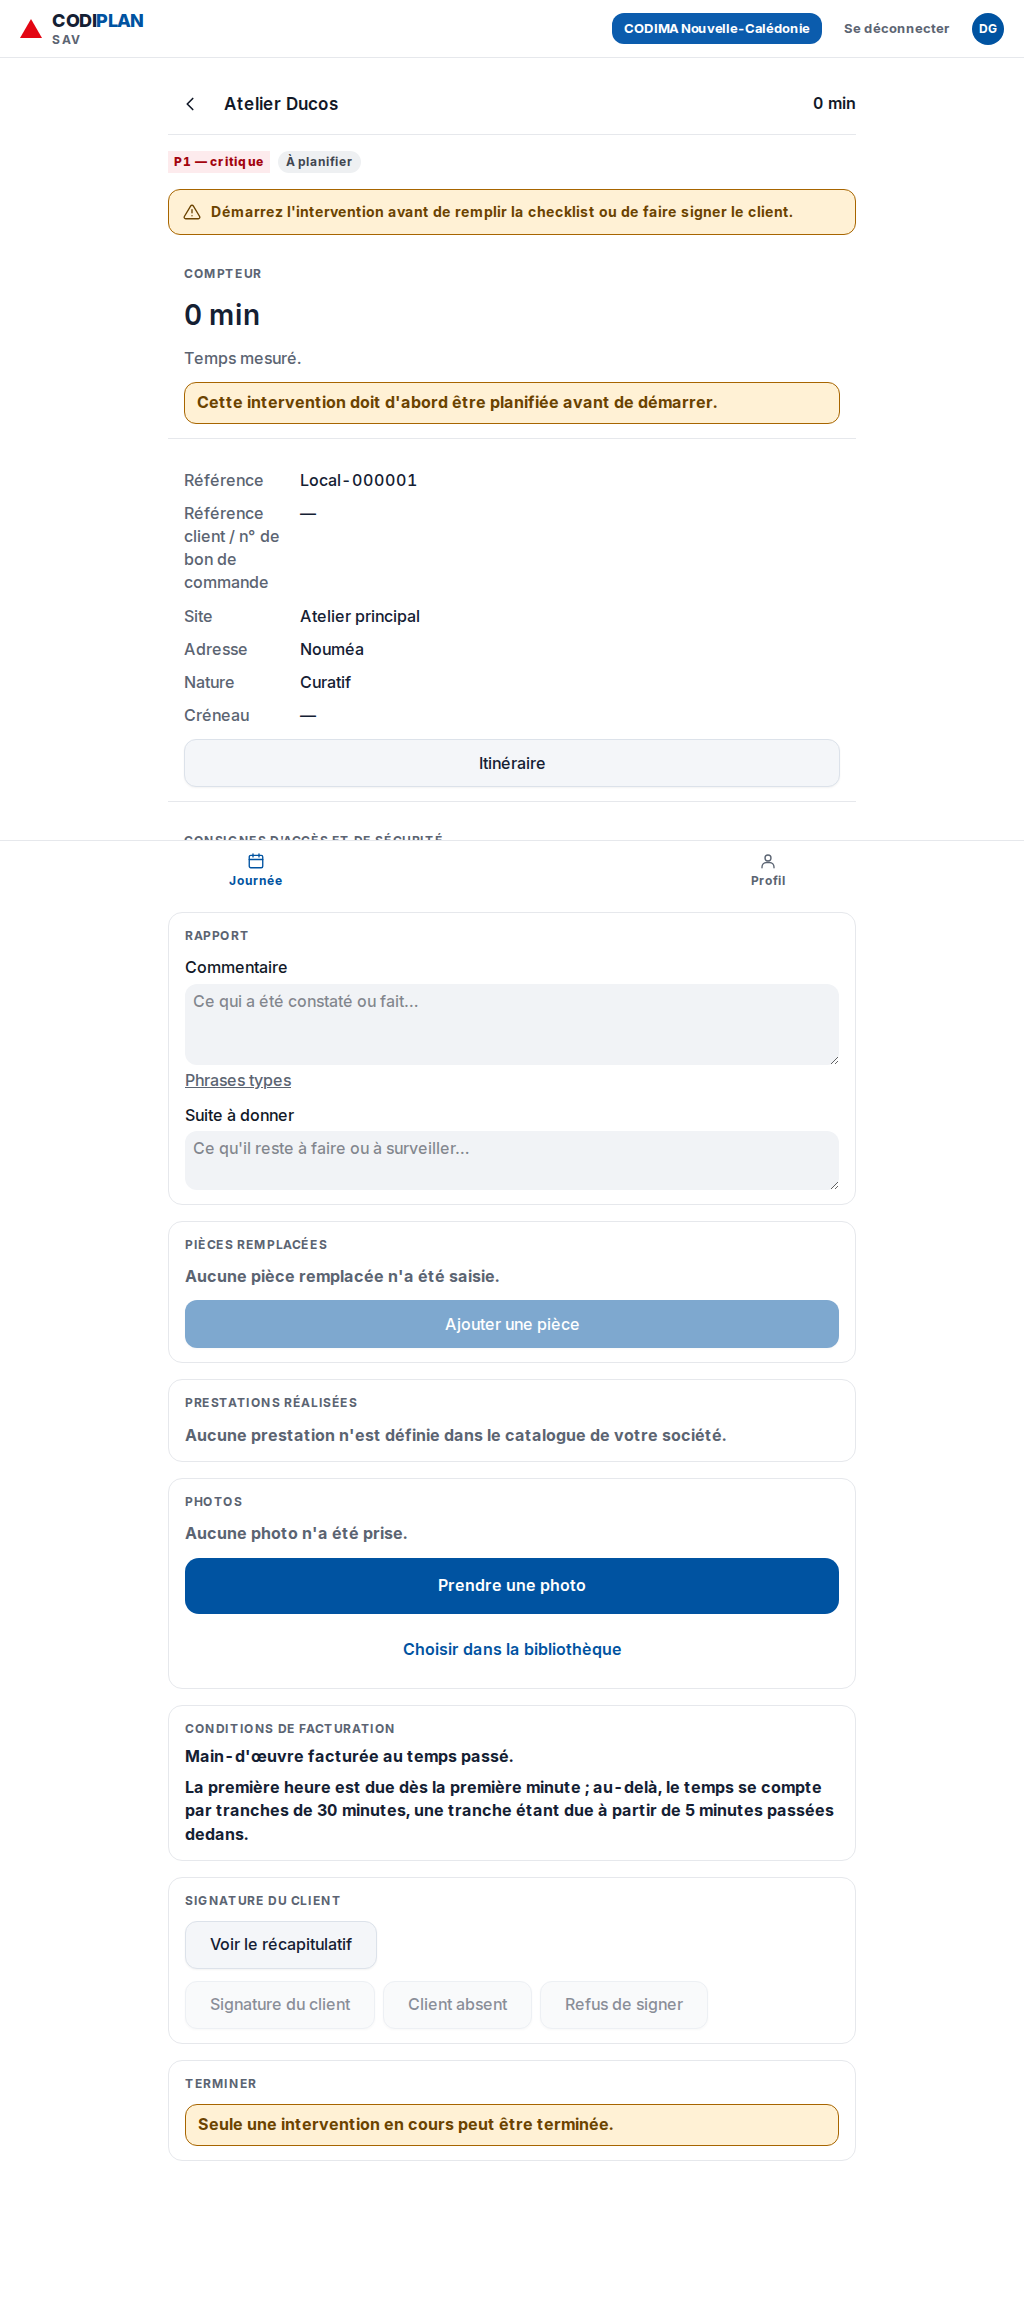 CODIPLAN
SAV
CODIMA Nouvelle-Calédonie
Se déconnecter
DG
Atelier Ducos
0 min
P1 — critique
À planifier
Démarrez l'intervention avant de remplir la checklist ou de faire signer le client.
COMPTEUR
0 min
Temps mesuré.
Cette intervention doit d'abord être planifiée avant de démarrer.
Référence
Local-000001
Référence
client / n° de
bon de
commande
—
Site
Atelier principal
Adresse
Nouméa
Nature
Curatif
Créneau
—
Itinéraire
CONSIGNES D'ACCÈS ET DE SÉCURITÉ
Journée
Profil
RAPPORT
Commentaire
Ce qui a été constaté ou fait…
Phrases types
Suite à donner
Ce qu'il reste à faire ou à surveiller…
PIÈCES REMPLACÉES
Aucune pièce remplacée n'a été saisie.
Ajouter une pièce
PRESTATIONS RÉALISÉES
Aucune prestation n'est définie dans le catalogue de votre société.
PHOTOS
Aucune photo n'a été prise.
Prendre une photo
Choisir dans la bibliothèque
CONDITIONS DE FACTURATION
Main-d'œuvre facturée au temps passé.
La première heure est due dès la première minute ; au-delà, le temps se compte
par tranches de 30 minutes, une tranche étant due à partir de 5 minutes passées
dedans.
SIGNATURE DU CLIENT
Voir le récapitulatif
Signature du client
Client absent
Refus de signer
TERMINER
Seule une intervention en cours peut être terminée.